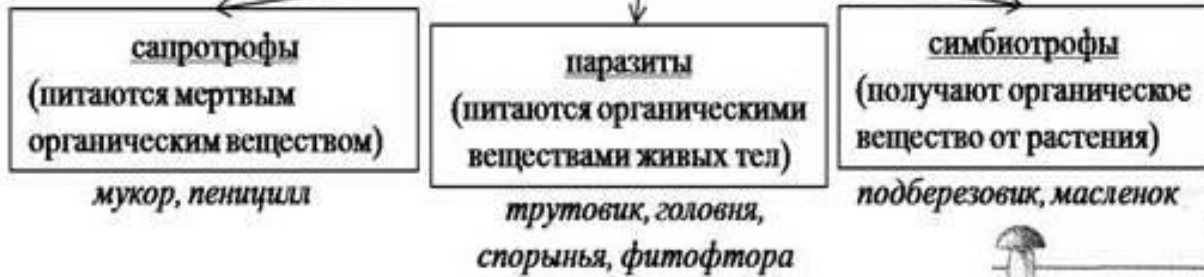 сапротрофы
(питаются мертвым
органическим веществом)
мукор, пеницилл
паразиты
(питаются органическими
веществами живых тел)
трутовик, головня,
спорынья, фитофтора
симбиотрофы
(получают органическое
вещество от растения)
подберезовик, масленок